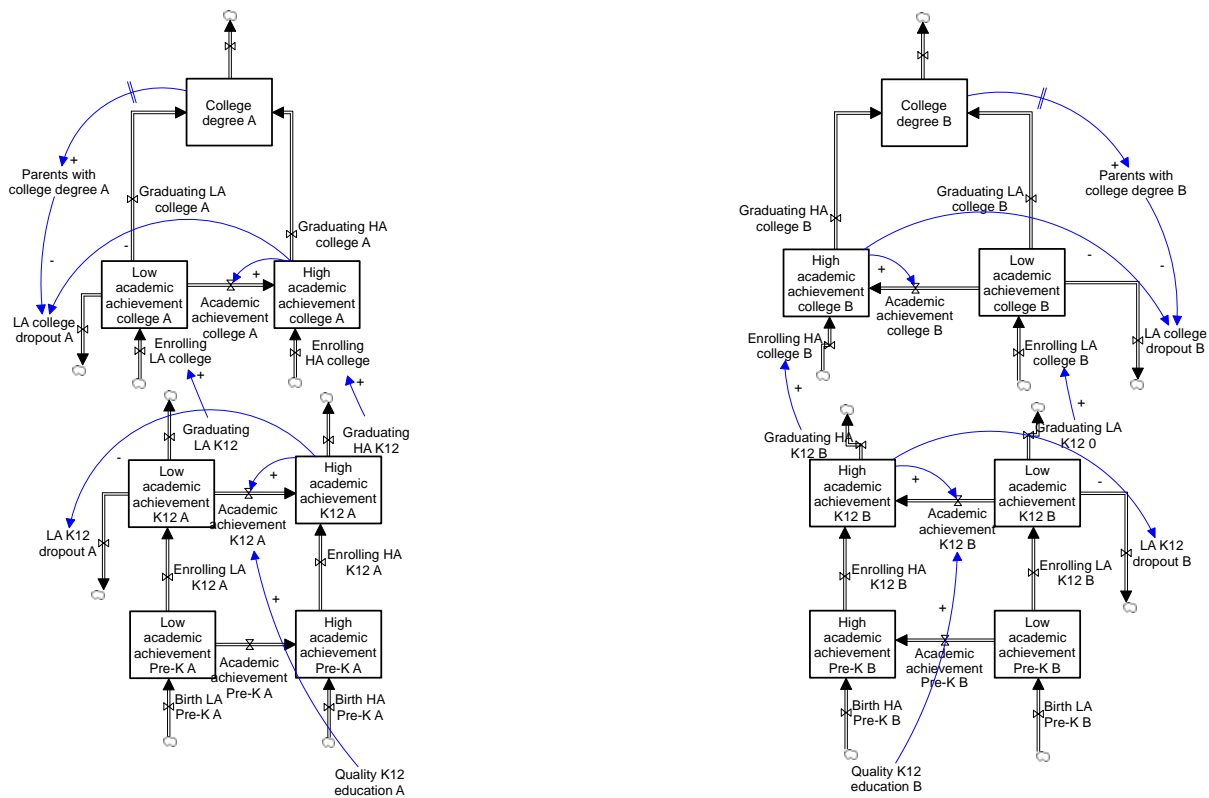 College
degree A
+
Parents with
college degree A
Graduating LA
college A
-
-
Graduating HA
college A
Low
academic
achievement
college A
+
High
academic
achievement
college A
Academic
achievement
college A
LA college
dropout A
Enrolling
LA college
+
Enrolling
HA college
+
Graduating
LA K12
Graduating
HA K12
-
Low
academic
achievement
K12 A
+
High
academic
achievement
K12 A
Academic
achievement
K12 A
LA K12
dropout A
Enrolling LA
K12 A
Enrolling HA
K12 A
+
Low
academic
achievement
Pre-K A
High
academic
achievement
Pre-K A
Academic
achievement
Pre-K A
Birth LA
Pre-K A
Birth HA
Pre-K A
Quality K12
education A
College
degree B
+
Parents with
college degree B
Graduating LA
college B
Graduating HA
college B
-
-
High
academic
achievement
college B
+
Low
academic
achievement
college B
Academic
achievement
college B
LA college
dropout B
Enrolling HA
college B
Enrolling LA
college B
+
+
Graduating HA
K12 B
Graduating LA
K12 0
High
academic
achievement
K12 B
+
Low
academic
achievement
K12 B
-
Academic
achievement
K12 B
LA K12
dropout B
Enrolling HA
K12 B
Enrolling LA
K12 B
+
High
academic
achievement
Pre-K B
Low
academic
achievement
Pre-K B
Academic
achievement
Pre-K B
Birth HA
Pre-K B
Birth LA
Pre-K B
Quality K12
education B